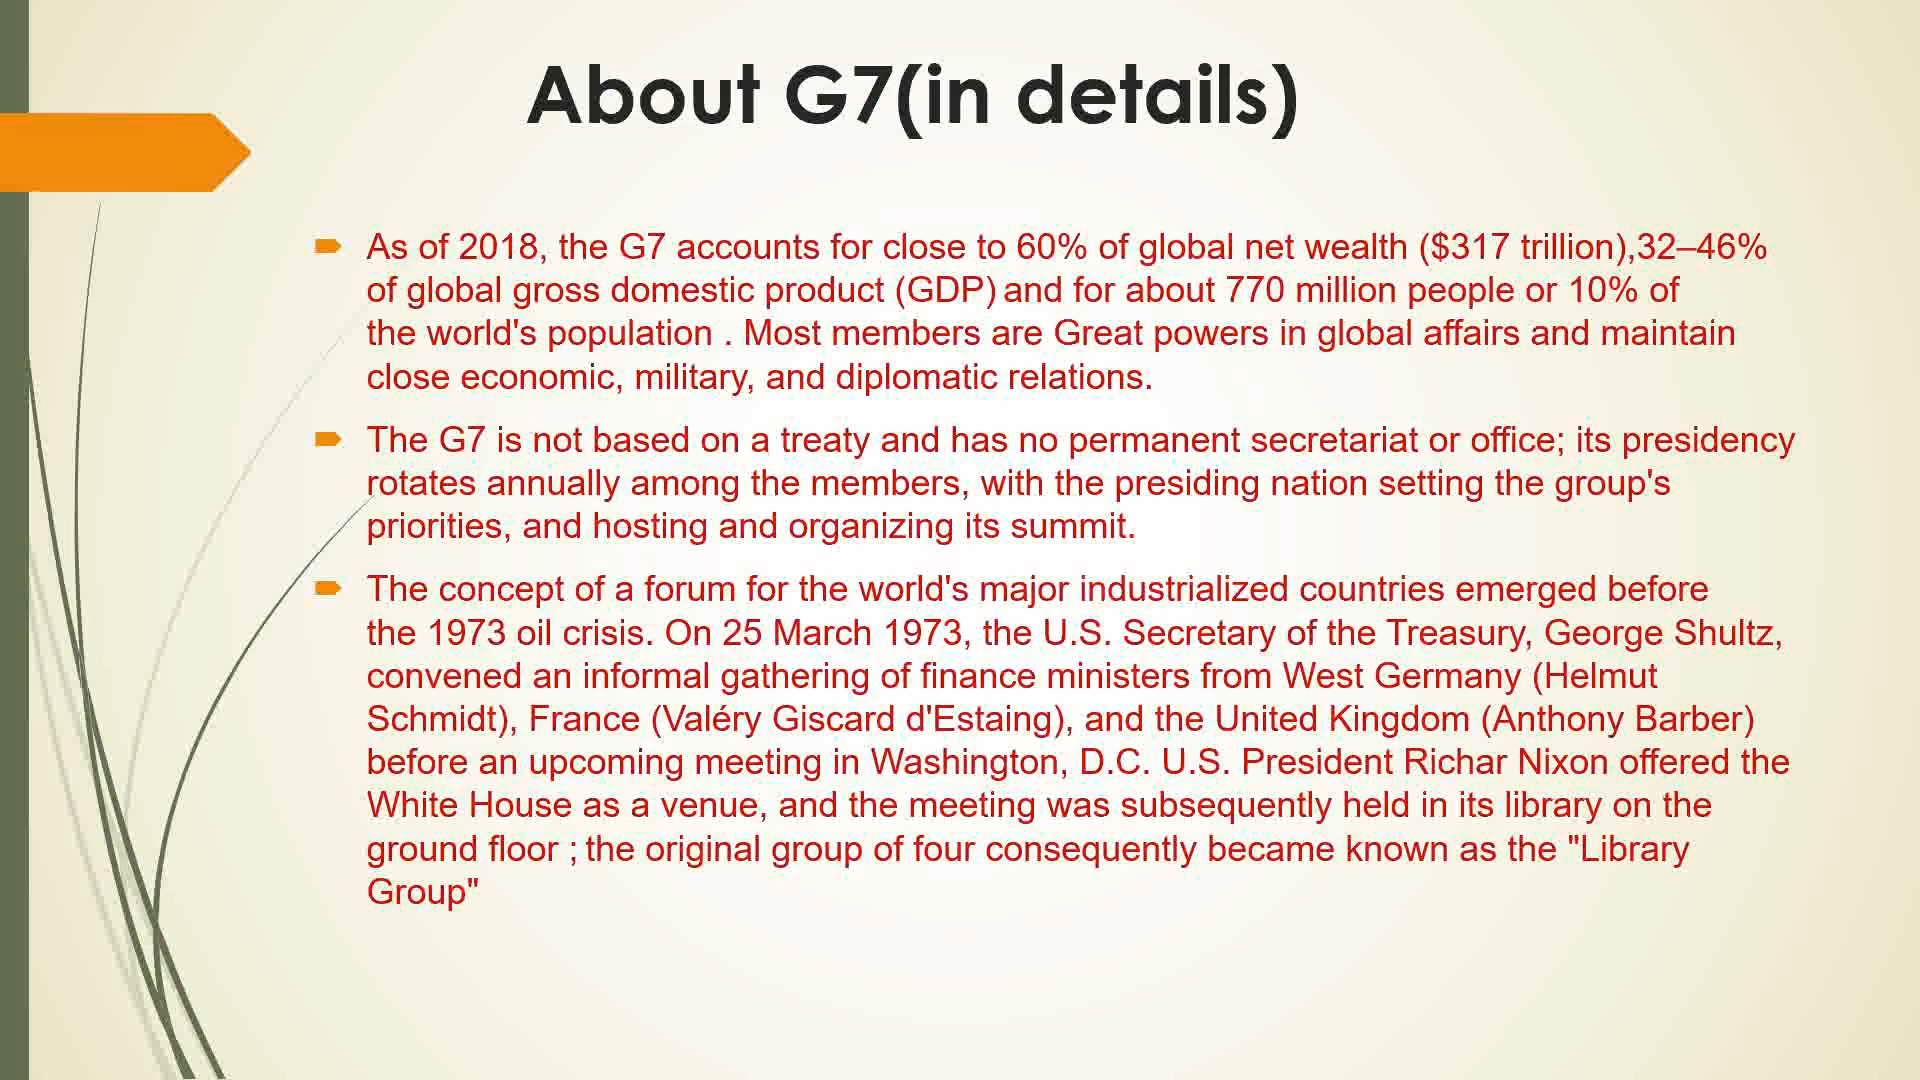 About G7(in details)
As of 2018, the G7 accounts for close to 60% of global net wealth ($317 trillion),32–46%
of global gross domestic product (GDP) and for about 770 million people or 10% of
the world's population . Most members are Great powers in global affairs and maintain
close economic, military, and diplomatic relations.
The G7 is not based on a treaty and has no permanent secretariat or office; its presidency
rotates annually among the members, with the presiding nation setting the group's
priorities, and hosting and organizing its summit.
The concept of a forum for the world's major industrialized countries emerged before
the 1973 oil crisis. On 25 March 1973, the U.S. Secretary of the Treasury, George Shultz,
convened an informal gathering of finance ministers from West Germany (Helmut
Schmidt), France (Valéry Giscard d'Estaing), and the United Kingdom (Anthony Barber)
before an upcoming meeting in Washington, D.C. U.S. President Richar Nixon offered the
White House as a venue, and the meeting was subsequently held in its library on the
ground floor ; the original group of four consequently became known as the "Library
Group"